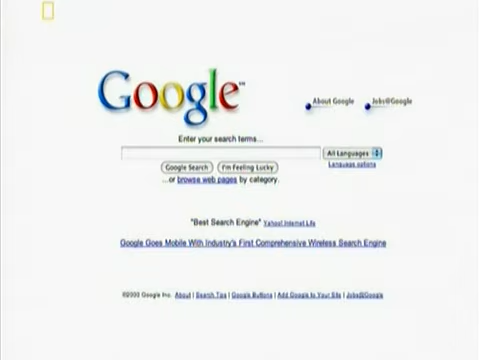 Google™
About Google
Jobs@Google
Enter your search terms...
All Languages
Google Search
I'm Feeling Lucky
Language options
...or browse web pages by category.
"Best Search Engine" Yahoo! Internet Life
Google Goes Mobile With Industry's First Comprehensive Wireless Search Engine
©2000 Google Inc. About | Search Tips | Google Buttons | Add Google to Your Site | Jobs@Google